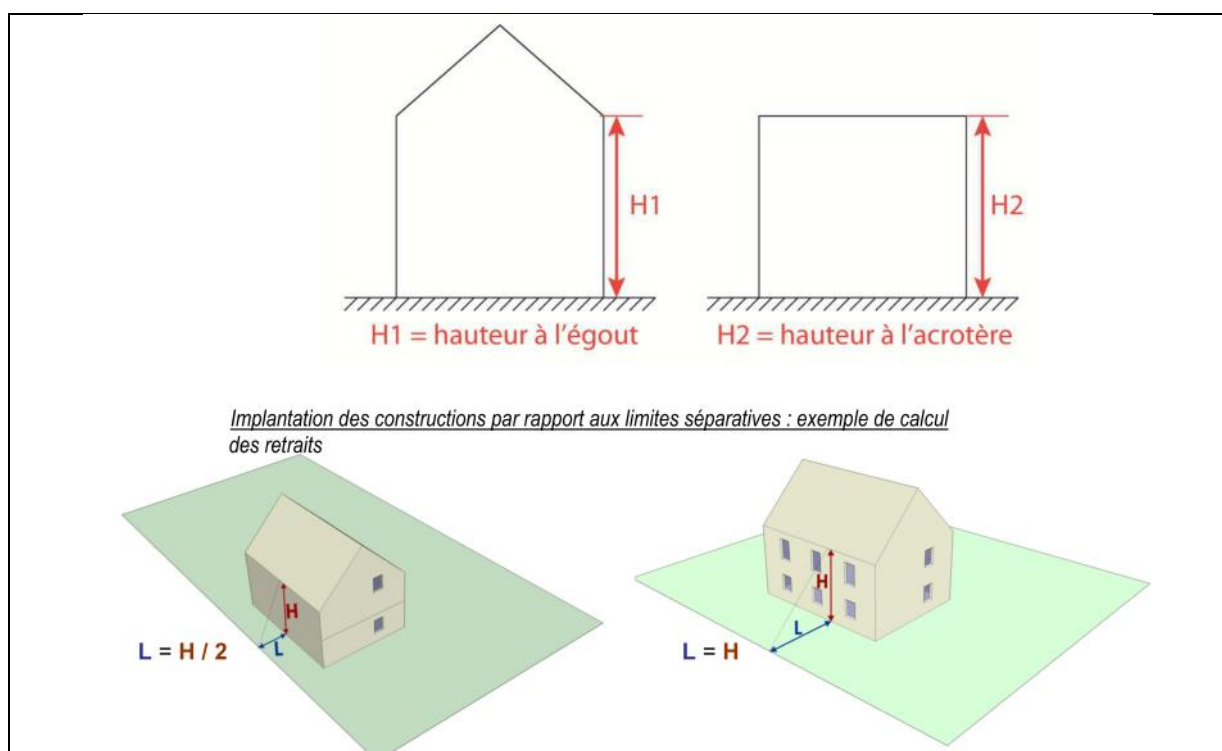 H1
H2
H1 = hauteur à l'égout
H2 = hauteur à l'acrotère
Implantation des constructions par rapport aux limites séparatives : exemple de calcul
des retraits
H
L
L = H / 2
H
L
L = H